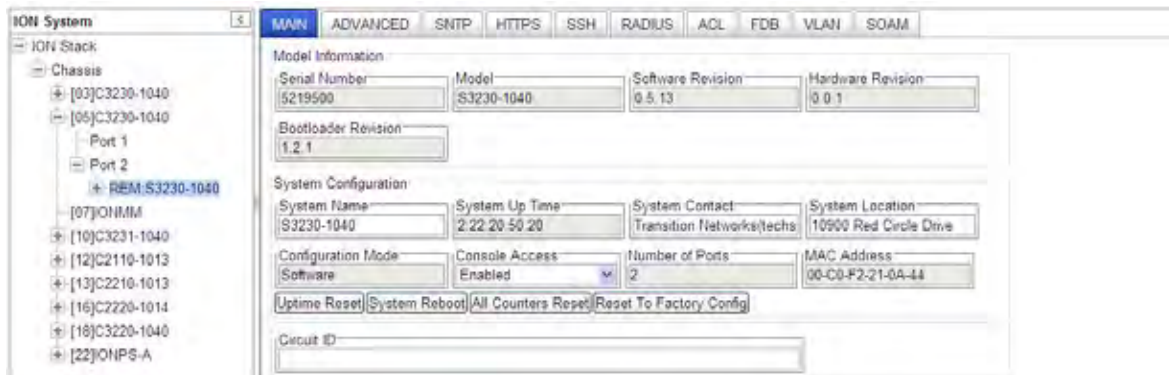 ION System
ION Stack
Chassis
[03]C3230-1040
[05]C3230-1040
Port 1
Port 2
REM:S3230-1040
[07]IONMM
[10]C3231-1040
[12]C2110-1013
[13]C2210-1013
[16]C2220-1014
[18]C3220-1040
[22]IONPS-A
MAIN ADVANCED SNTP HTTPS SSH RADIUS ACL FDB VLAN SOAM
Model Information
Serial Number Model Software Revision Hardware Revision
5219500 S3230-1040 0.5.13 0.0.1
Bootloader Revision
1.2.1
System Configuration
System Name System Up Time System Contact System Location
S3230-1040 2:22:20:50.20 Transition Networks(techs 10900 Red Circle Drive
Configuration Mode Console Access Number of Ports MAC Address
Software Enabled 2 00-C0-F2-21-0A-44
Uptime Reset System Reboot All Counters Reset Reset To Factory Config
Circuit ID